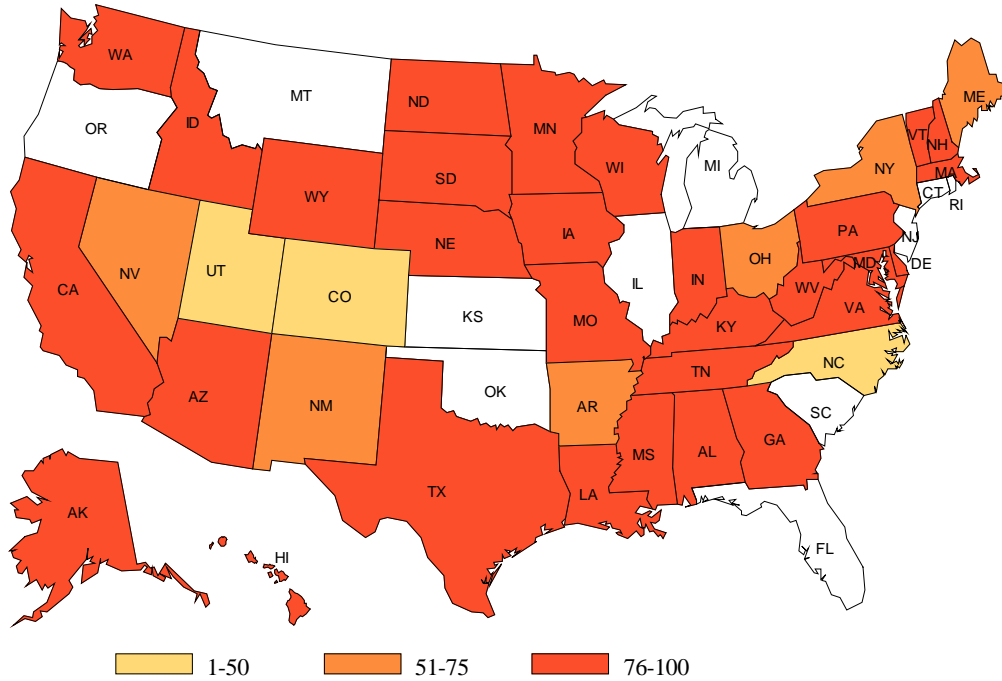 WA
ME
MT
ND
OR
MN
VT
NH
ID
WI
NY
MA
SD
MI
WY
CT
RI
PA
IA
NE
NJ
NV
OH
UT
MD
DE
IL
IN
CA
CO
WV
VA
KS
MO
KY
NC
TN
OK
AZ
NM
AR
SC
GA
MS
AL
TX
LA
AK
FL
HI
1-50 51-75 76-100